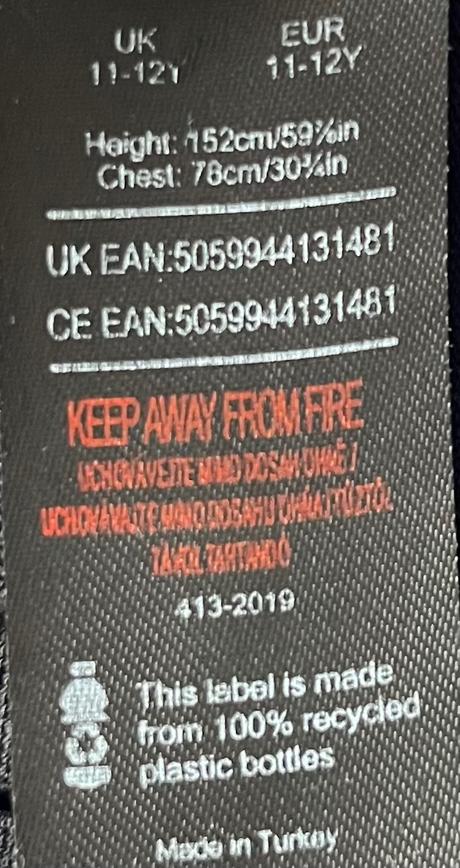 UK EUR
11-12Y 11-12Y
Height: 152cm/59¾in
Chest: 78cm/30¾in
UK EAN:5059944131481
CE EAN:5059944131481
KEEP AWAY FROM FIRE
UCHOVÁVEJTE MIMO DOSAH OHNĚ /
UCHOVÁVAJTE MIMO DOSAHU OHŇA / TŰZTŐL
TÁVOL TARTANDÓ
413-2019
This label is made
from 100% recycled
plastic bottles
Made in Turkey